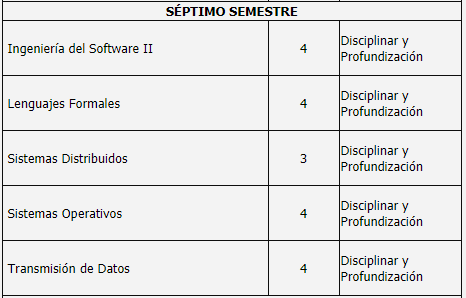 SÉPTIMO SEMESTRE
Ingeniería del Software II 4 Disciplinar y
Profundización
Lenguajes Formales 4 Disciplinar y
Profundización
Sistemas Distribuidos 3 Disciplinar y
Profundización
Sistemas Operativos 4 Disciplinar y
Profundización
Transmisión de Datos 4 Disciplinar y
Profundización